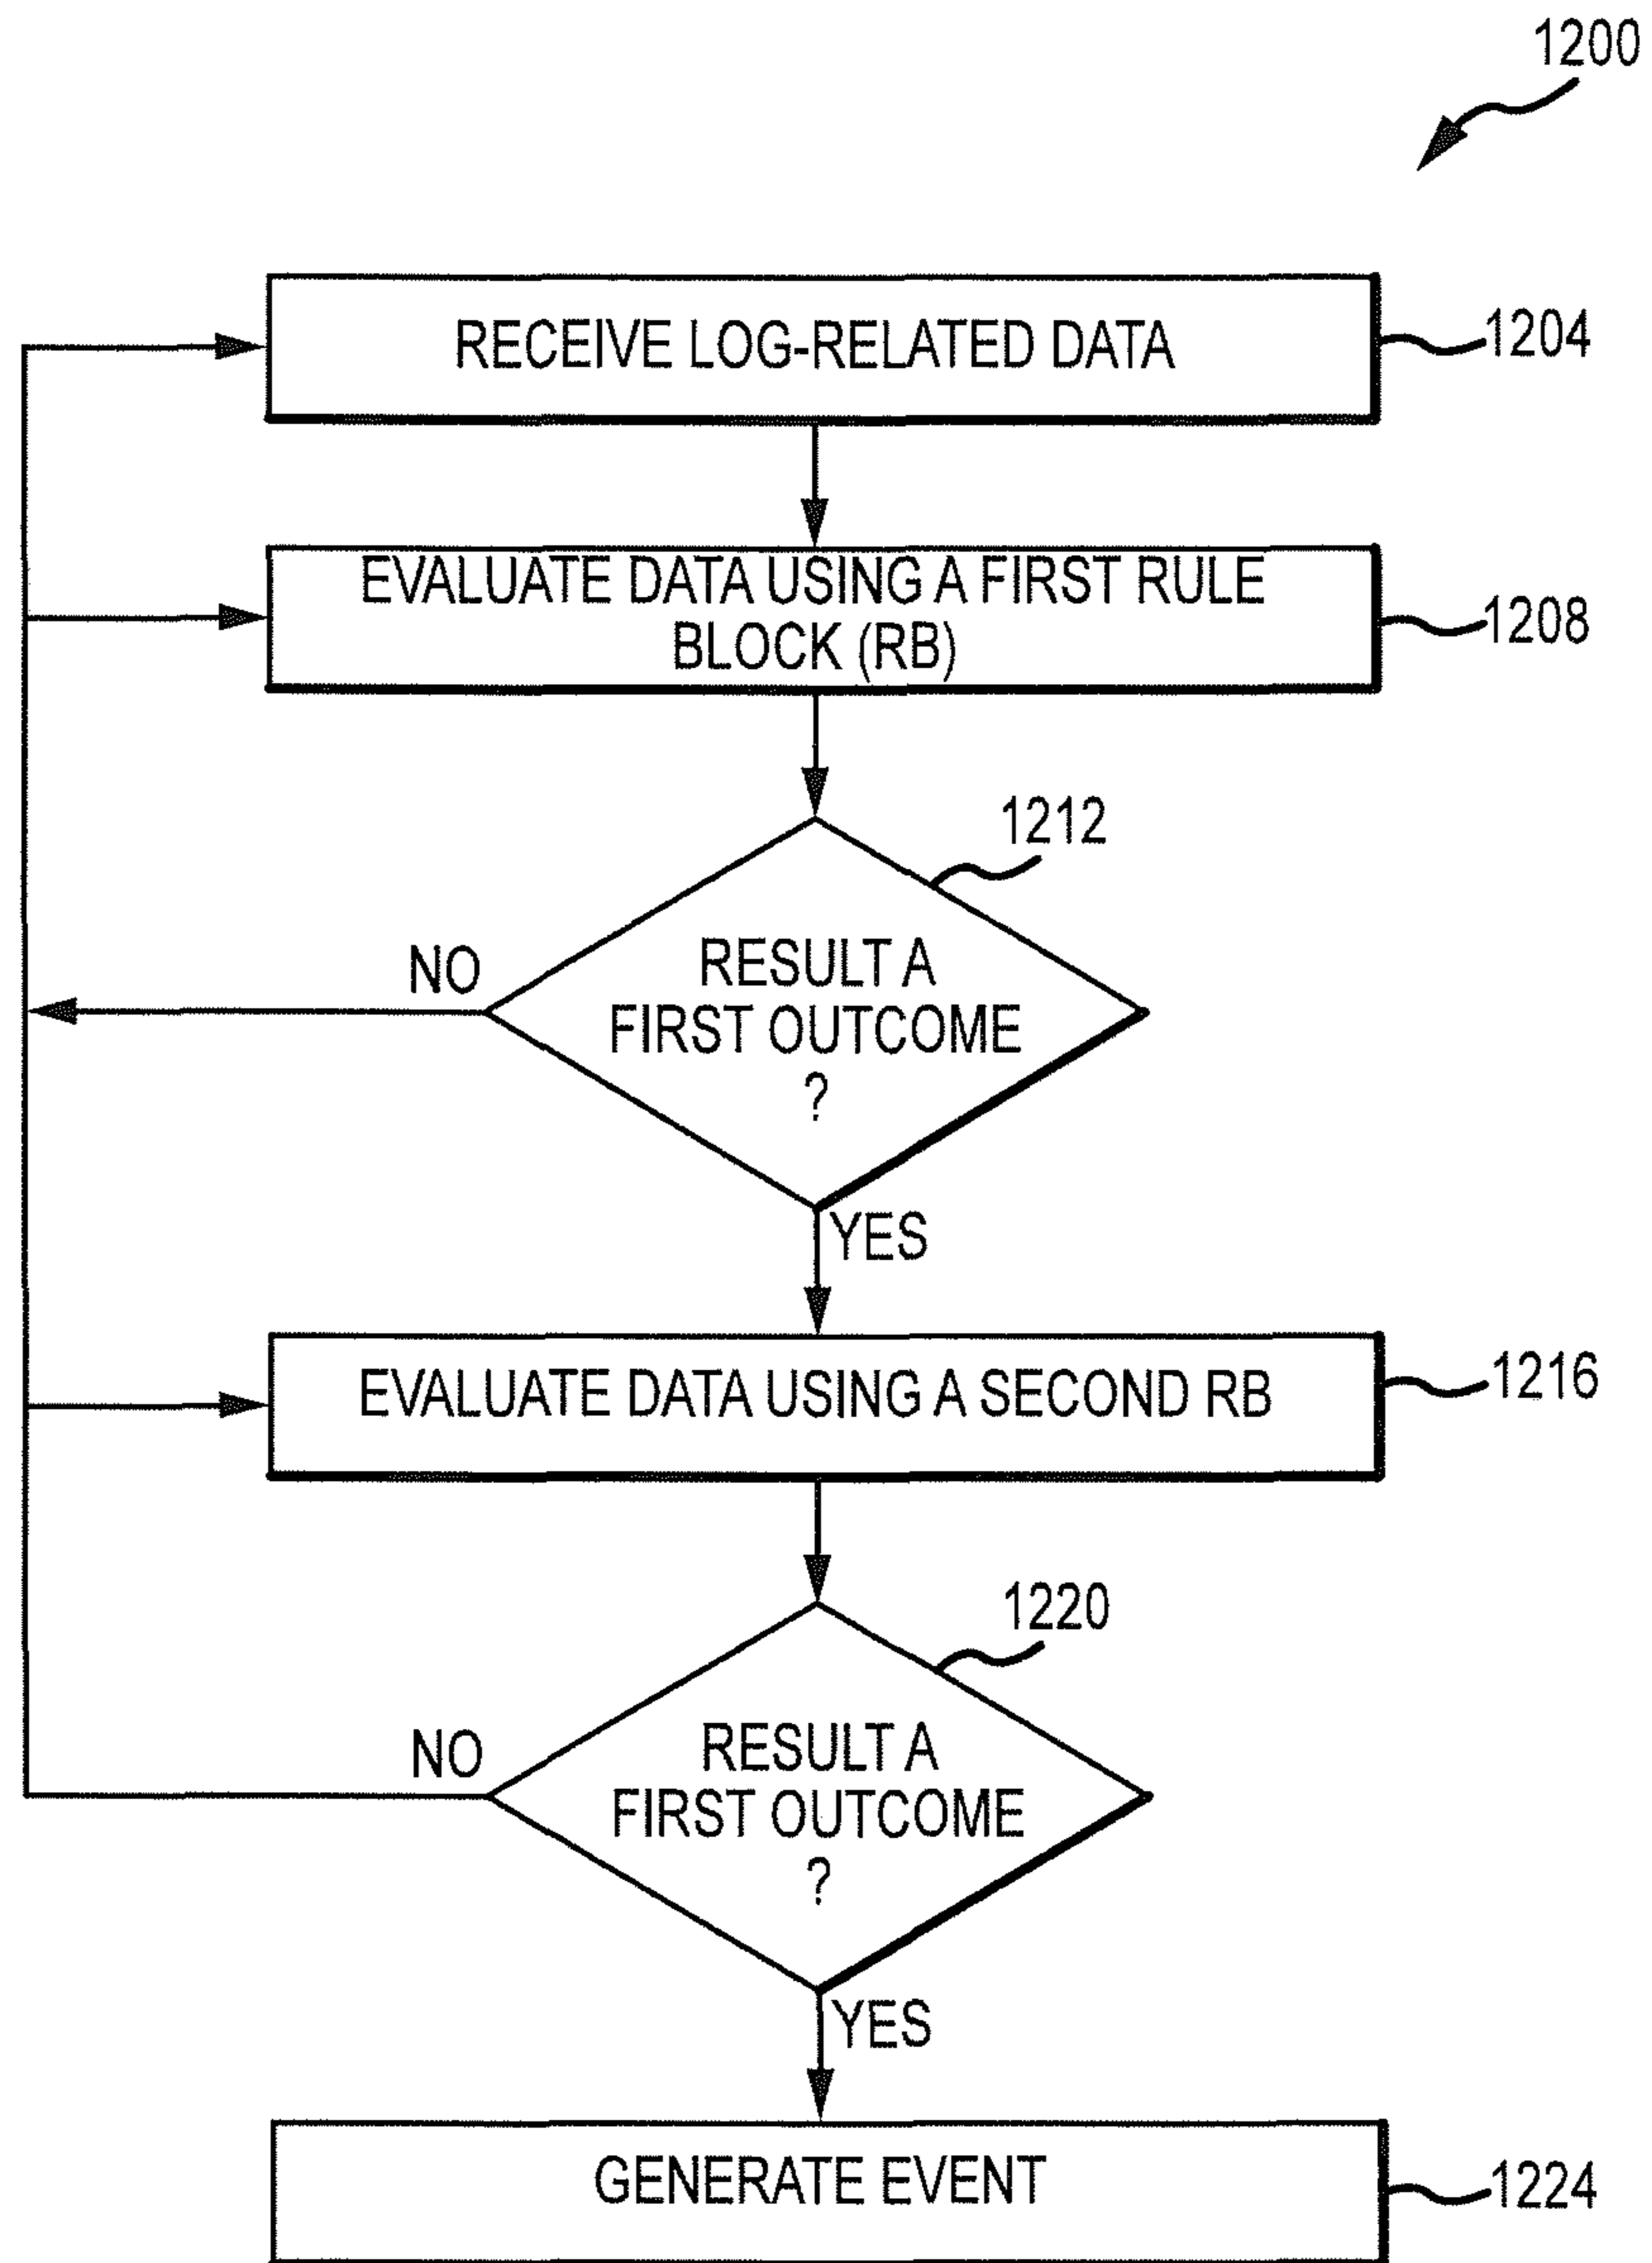 1200
RECEIVE LOG-RELATED DATA
1204
EVALUATE DATA USING A FIRST RULE
BLOCK (RB)
1208
1212
RESULT A
FIRST OUTCOME
?
NO
YES
EVALUATE DATA USING A SECOND RB
1216
1220
RESULT A
FIRST OUTCOME
?
NO
YES
GENERATE EVENT
1224